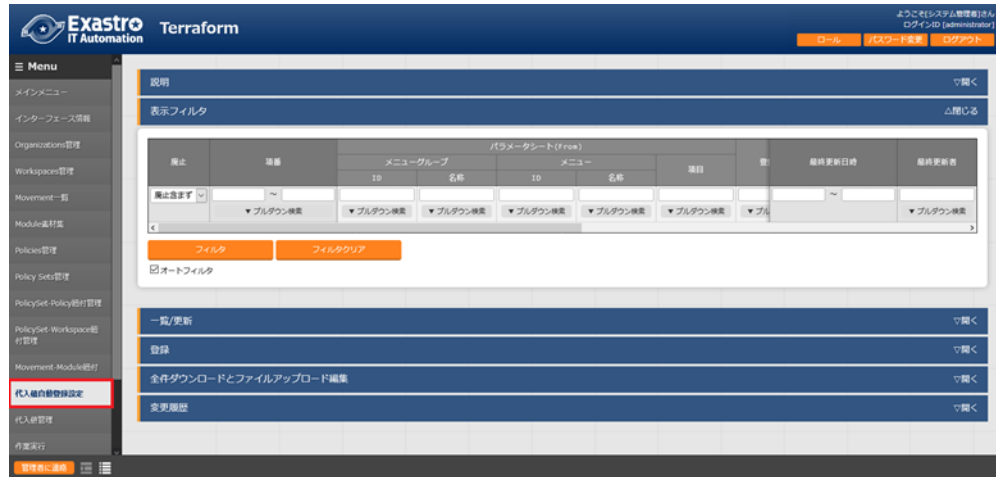 Exastro
IT Automation
Terraform
ようこそ[システム管理者]さん
ログインID [administrator]
ロール
パスワード変更
ログアウト
Menu
メインメニュー
インターフェース情報
Organizations管理
Workspaces管理
Movement一覧
Module素材集
Policies管理
Policy Sets管理
PolicySet-Policy紐付管理
PolicySet-Workspace紐
付管理
Movement-Module紐付
代入値自動登録設定
代入値管理
作業実行
管理者に連絡
説明
▽開く
表示フィルタ
△閉じる
廃止
項番
パラメータシート(From)
メニューグループ
メニュー
項目
ID
名称
ID
名称
登
最終更新日時
最終更新者
廃止含まず
～
～
▼プルダウン検索
▼プルダウン検索
▼プルダウン検索
▼プルダウン検索
▼プルダウン検索
▼プルダウン検索
▼プル
▼プルダウン検索
フィルタ
フィルタクリア
オートフィルタ
一覧/更新
▽開く
登録
▽開く
全件ダウンロードとファイルアップロード編集
▽開く
変更履歴
▽開く